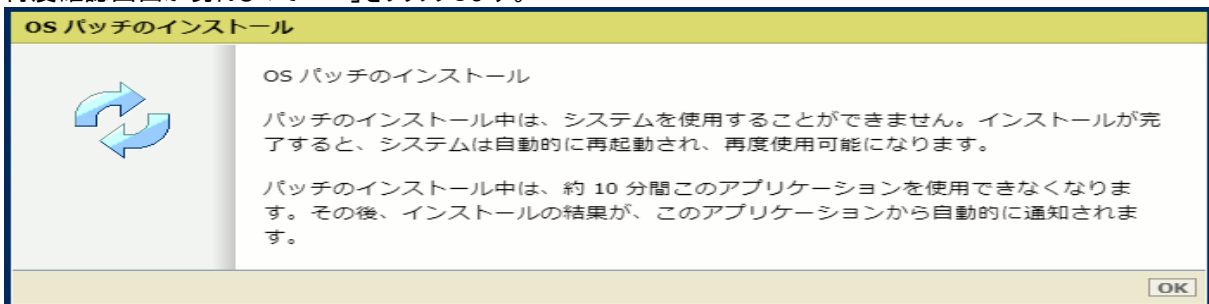 OS パッチのインストール
OS パッチのインストール
パッチのインストール中は、システムを使用することができません。インストールが完
了すると、システムは自動的に再起動され、再度使用可能になります。
パッチのインストール中は、約 10 分間このアプリケーションを使用できなくなりま
す。その後、インストールの結果が、このアプリケーションから自動的に通知されま
す。
OK